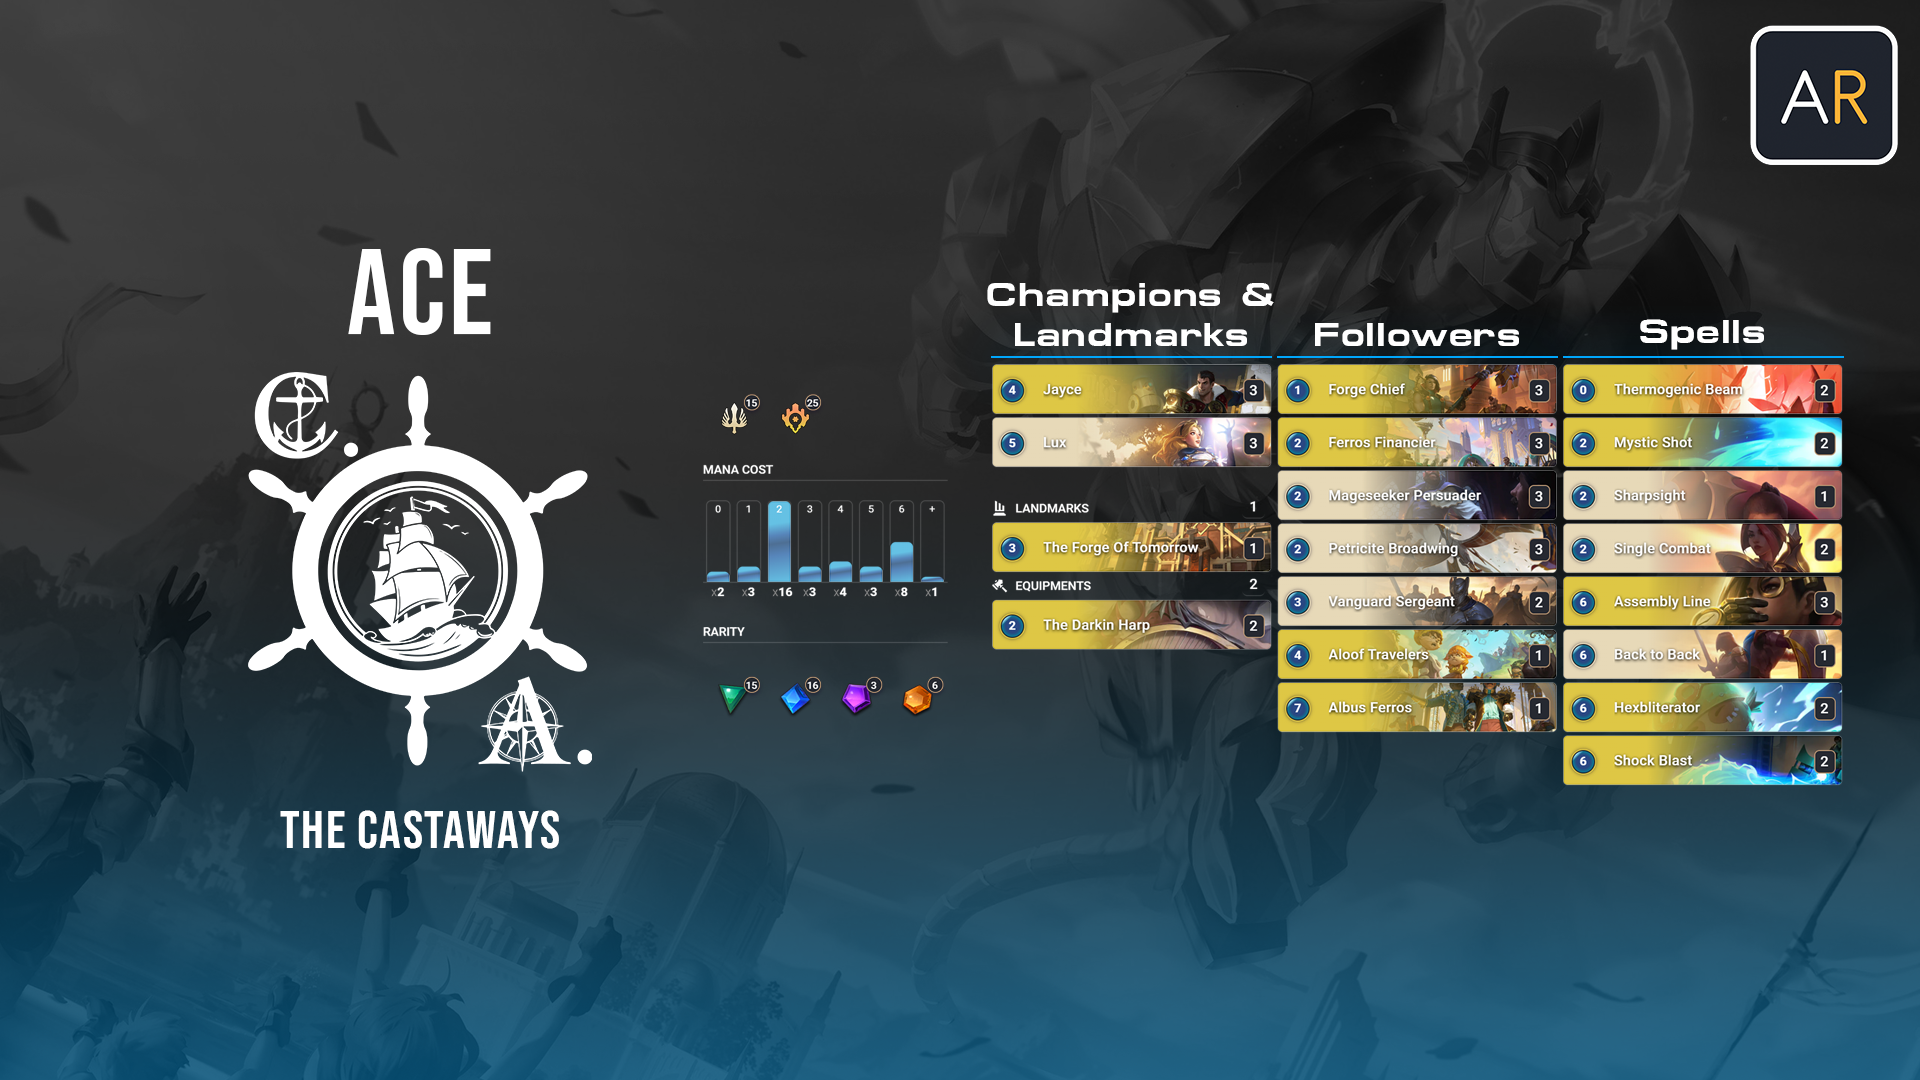 AR
ACE
C.
A.
THE CASTAWAYS
15 25
MANA COST
0 1 2 3 4 5 6 +
x2 x3 x16 x3 x4 x3 x8 x1
RARITY
15 16 3 6
Champions &
Landmarks
4 Jayce 3
5 Lux 3
LANDMARKS 1
3 The Forge Of Tomorrow 1
EQUIPMENTS 2
2 The Darkin Harp 2
Followers
1 Forge Chief 3
2 Ferros Financier 3
2 Mageseeker Persuader 3
2 Petricite Broadwing 3
3 Vanguard Sergeant 2
4 Aloof Travelers 1
7 Albus Ferros 1
Spells
0 Thermogenic Beam 2
2 Mystic Shot 2
2 Sharpsight 1
2 Single Combat 2
6 Assembly Line 3
6 Back to Back 1
6 Hexbliterator 2
6 Shock Blast 2